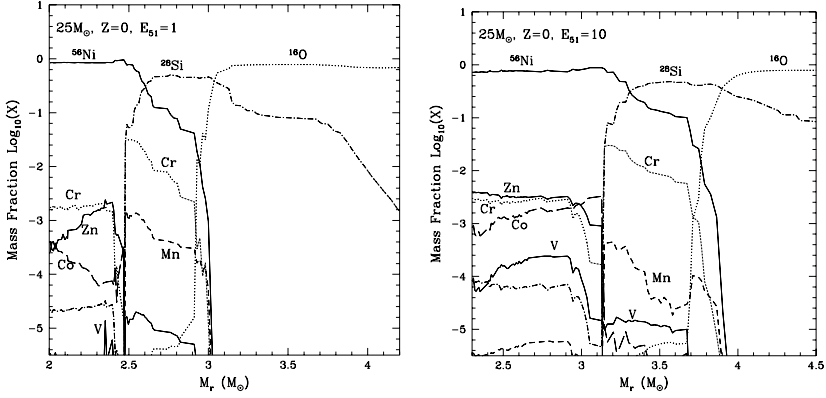 25M☉, Z=0, E₅₁=1
⁵⁶Ni
²⁸Si
¹⁶O
Cr
Cr
Zn
Co
Mn
V
0
−1
−2
−3
−4
−5
2
2.5
3
3.5
4
Mass Fraction Log₁₀(X)
Mᵣ (M☉)
25M☉, Z=0, E₅₁=10
⁵⁶Ni
²⁸Si
¹⁶O
Cr
Zn
Cr
Co
V
Mn
V
0
−1
−2
−3
−4
−5
2.5
3
3.5
4
4.5
Mass Fraction Log₁₀(X)
Mᵣ (M☉)